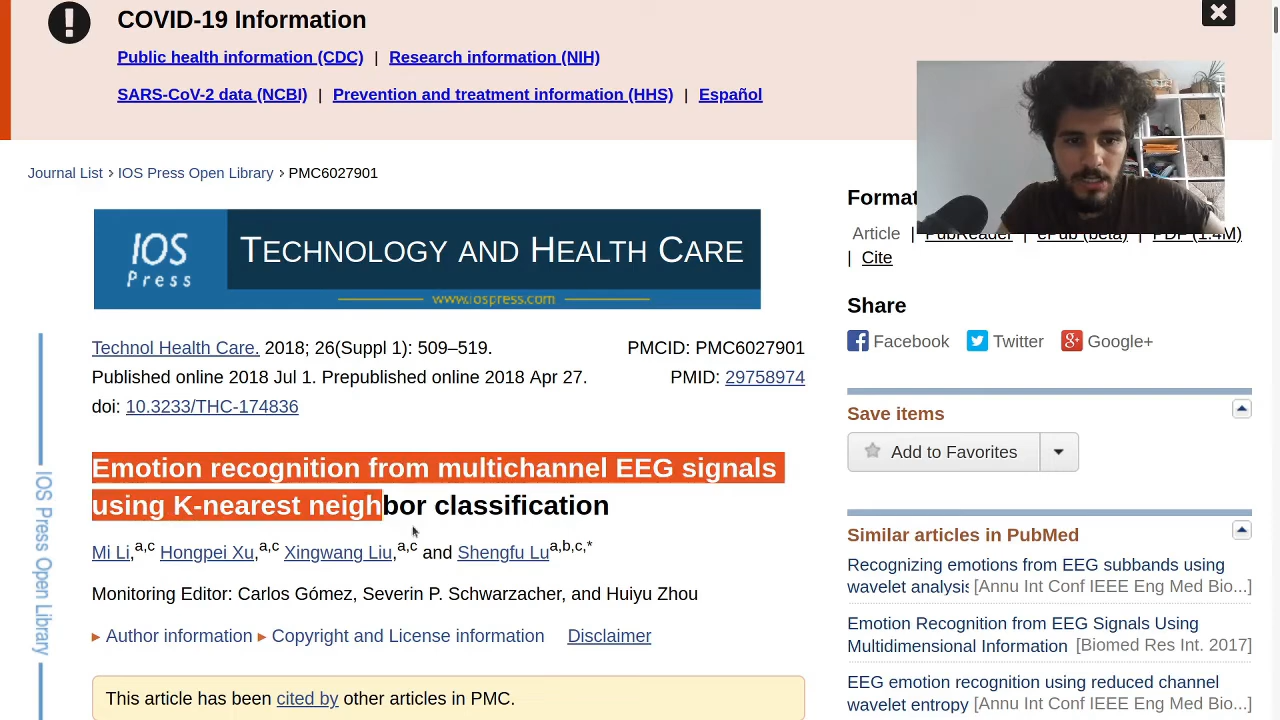 COVID-19 Information
Public health information (CDC) | Research information (NIH)
SARS-CoV-2 data (NCBI) | Prevention and treatment information (HHS) | Español
Journal List > IOS Press Open Library > PMC6027901
IOS
Press
TECHNOLOGY AND HEALTH CARE
www.iospress.com
Technol Health Care. 2018; 26(Suppl 1): 509–519.
PMCID: PMC6027901
Published online 2018 Jul 1. Prepublished online 2018 Apr 27.
PMID: 29758974
doi: 10.3233/THC-174836
IOS Press Open Library
Emotion recognition from multichannel EEG signals
using K-nearest neighbor classification
Mi Li,a,c Hongpei Xu,a,c Xingwang Liu,a,c and Shengfu Lua,b,c,*
Monitoring Editor: Carlos Gómez, Severin P. Schwarzacher, and Huiyu Zhou
▸ Author information ▸ Copyright and License information Disclaimer
This article has been cited by other articles in PMC.
Format
Article | PubReader | ePub (beta) | PDF (1.4M)
| Cite
Share
Facebook Twitter Google+
Save items
Add to Favorites
Similar articles in PubMed
Recognizing emotions from EEG subbands using
wavelet analysis [Annu Int Conf IEEE Eng Med Bio...]
Emotion Recognition from EEG Signals Using
Multidimensional Information [Biomed Res Int. 2017]
EEG emotion recognition using reduced channel
wavelet entropy [Annu Int Conf IEEE Eng Med Bio...]